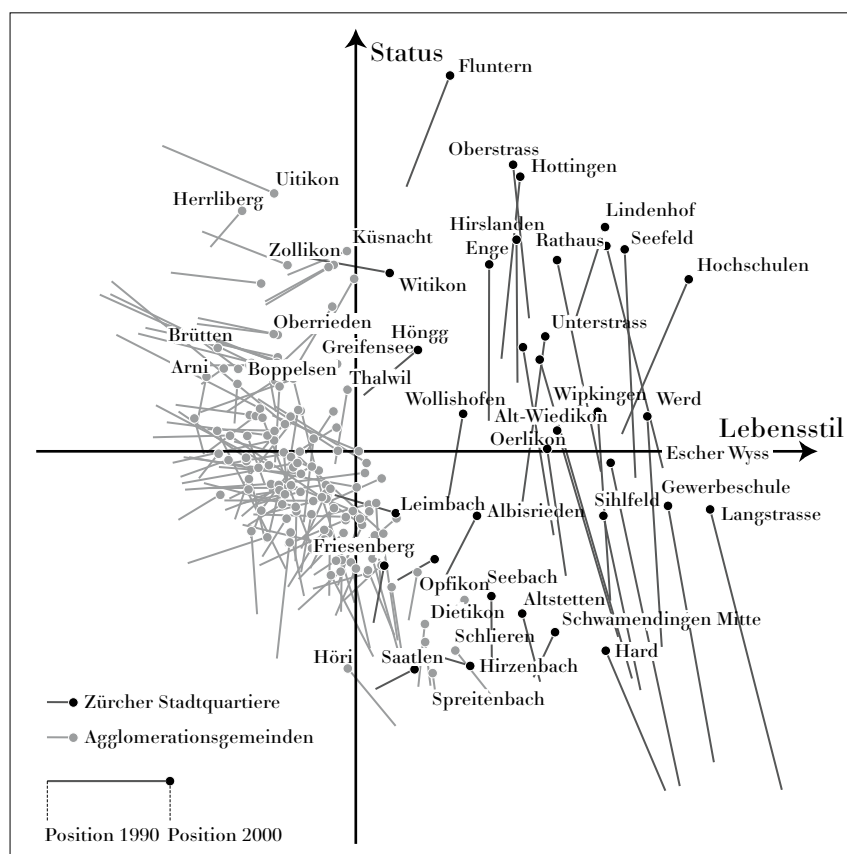 Status
Fluntern
Oberstrass
Hottingen
Uitikon
Herrliberg
Lindenhof
Hirslanden
Küsnacht
Rathaus
Seefeld
Zollikon
Enge
Hochschulen
Witikon
Oberrieden
Unterstrass
Höngg
Brütten
Greifensee
Arni
Boppelsen
Thalwil
Wipkingen
Wollishofen
Werd
Alt-Wiedikon
Lebensstil
Oerlikon
Escher Wyss
Gewerbeschule
Leimbach
Albisrieden
Sihlfeld
Langstrasse
Friesenberg
Opfikon
Seebach
Altstetten
Dietikon
Schwamendingen Mitte
Schlieren
Höri
Saatlen
Hirzenbach
Hard
Spreitenbach
Zürcher Stadtquartiere
Agglomerationsgemeinden
Position 1990
Position 2000